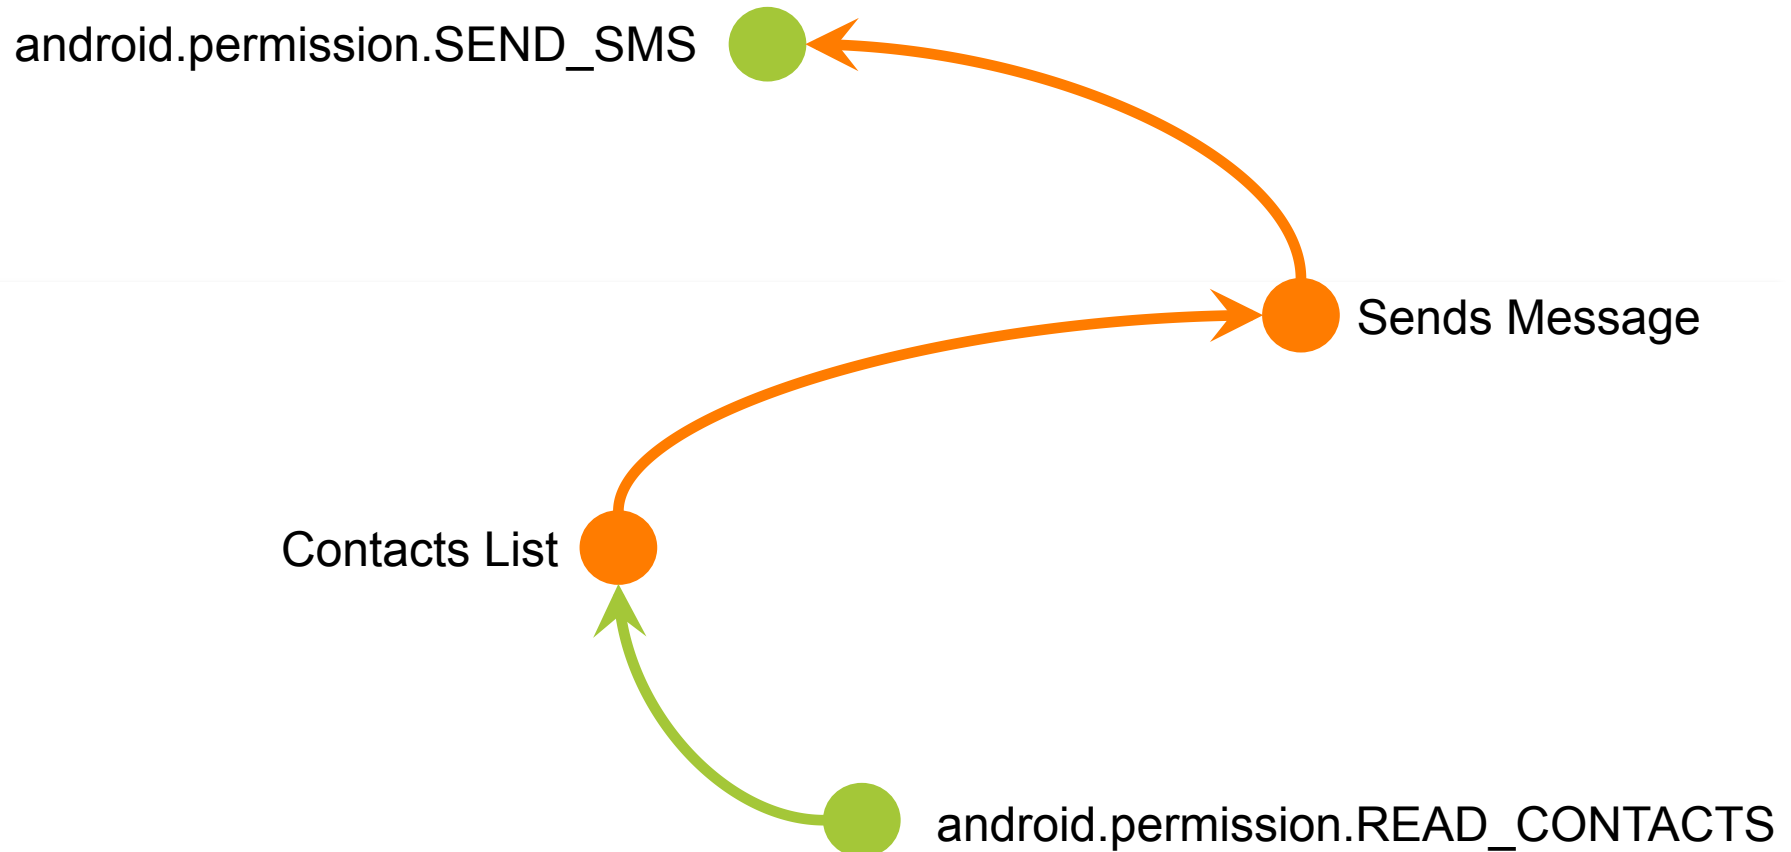 android.permission.SEND_SMS
Sends Message
Contacts List
android.permission.READ_CONTACTS